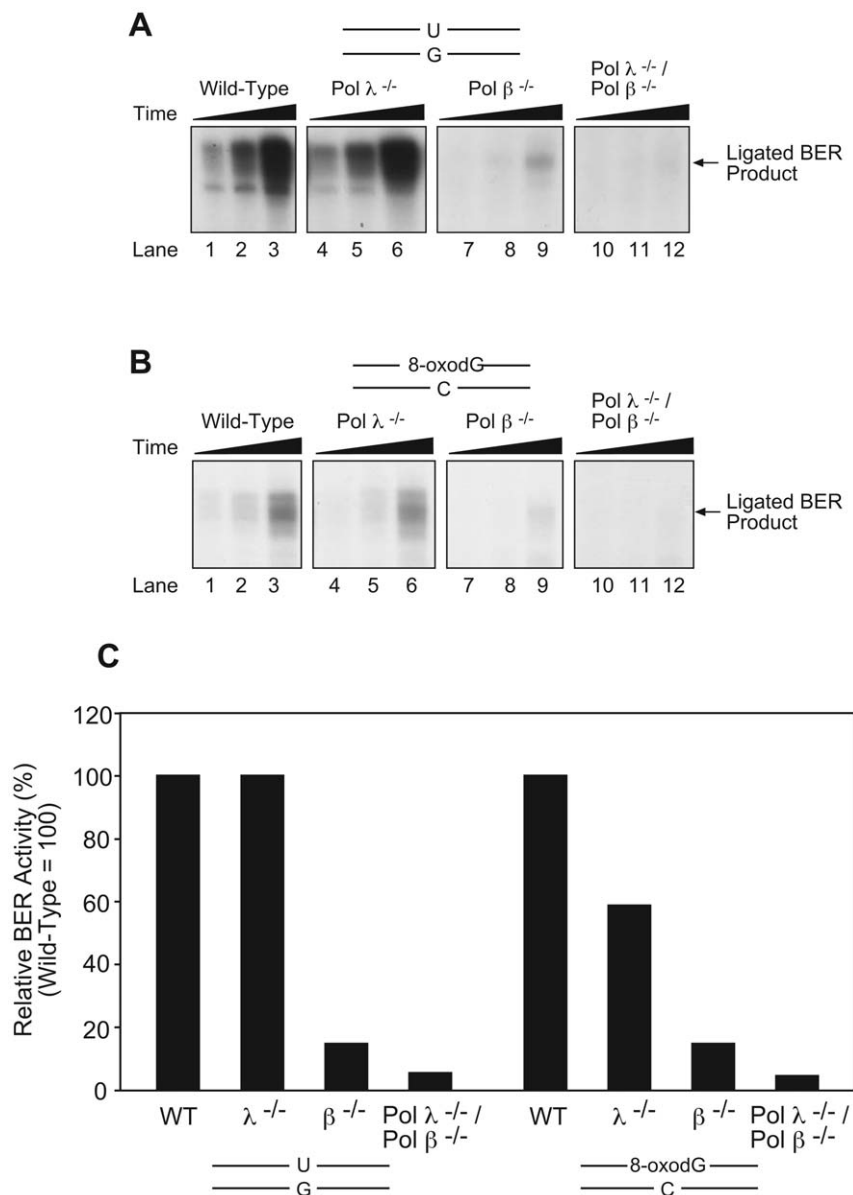 A
U
G
Wild-Type
Pol λ -/-
Pol β -/-
Pol λ -/- /
Pol β -/-
Time
Ligated BER
Product
Lane 1 2 3 4 5 6 7 8 9 10 11 12
B
8-oxodG
C
Wild-Type
Pol λ -/-
Pol β -/-
Pol λ -/- /
Pol β -/-
Time
Ligated BER
Product
Lane 1 2 3 4 5 6 7 8 9 10 11 12
C
Relative BER Activity (%)
(Wild-Type = 100)
120
100
80
60
40
20
0
WT λ -/- β -/- Pol λ -/- /
Pol β -/-
WT λ -/- β -/- Pol λ -/- /
Pol β -/-
U
G
8-oxodG
C